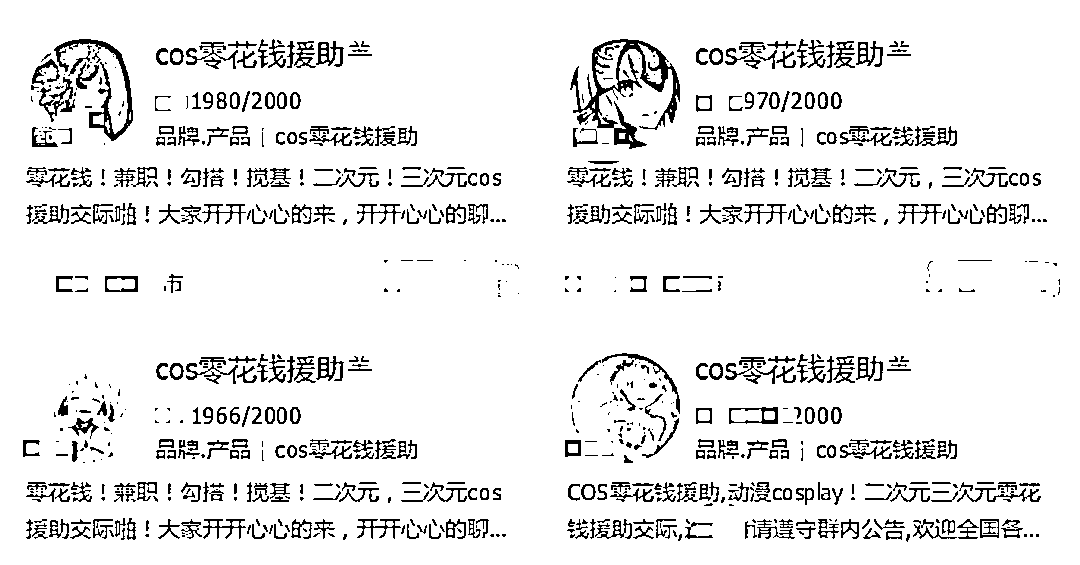 cos零花钱援助兰
1980/2000
品牌.产品 | cos零花钱援助
零花钱！兼职！勾搭！搅基！二次元！三次元cos
援助交际啪！大家开开心心的来，开开心心的聊...
市
cos零花钱援助兰
970/2000
品牌.产品 | cos零花钱援助
零花钱！兼职！勾搭！搅基！二次元，三次元cos
援助交际啪！大家开开心心的来，开开心心的聊...
cos零花钱援助兰
1966/2000
品牌.产品 | cos零花钱援助
零花钱！兼职！勾搭！搅基！二次元，三次元cos
援助交际啪！大家开开心心的来，开开心心的聊...
cos零花钱援助兰
2000
品牌.产品 | cos零花钱援助
COS零花钱援助,动漫cosplay！二次元三次元零花
钱援助交际, 请遵守群内公告,欢迎全国各...